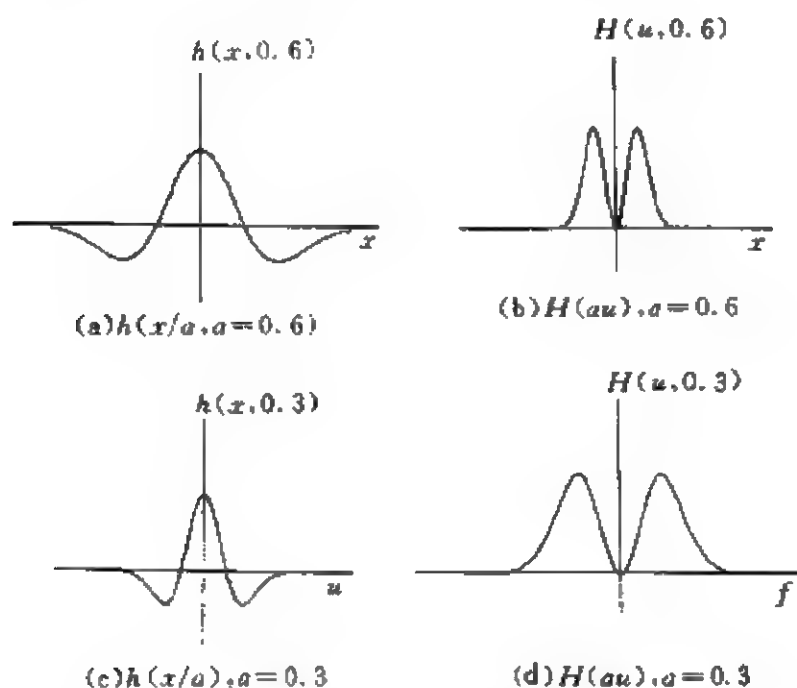 h(x,0.6)
H(u,0.6)
x
x
(a)h(x/a,a=0.6)
(b)H(au),a=0.6
h(x,0.3)
H(u,0.3)
u
f
(c)h(x/a),a=0.3
(d)H(au),a=0.3